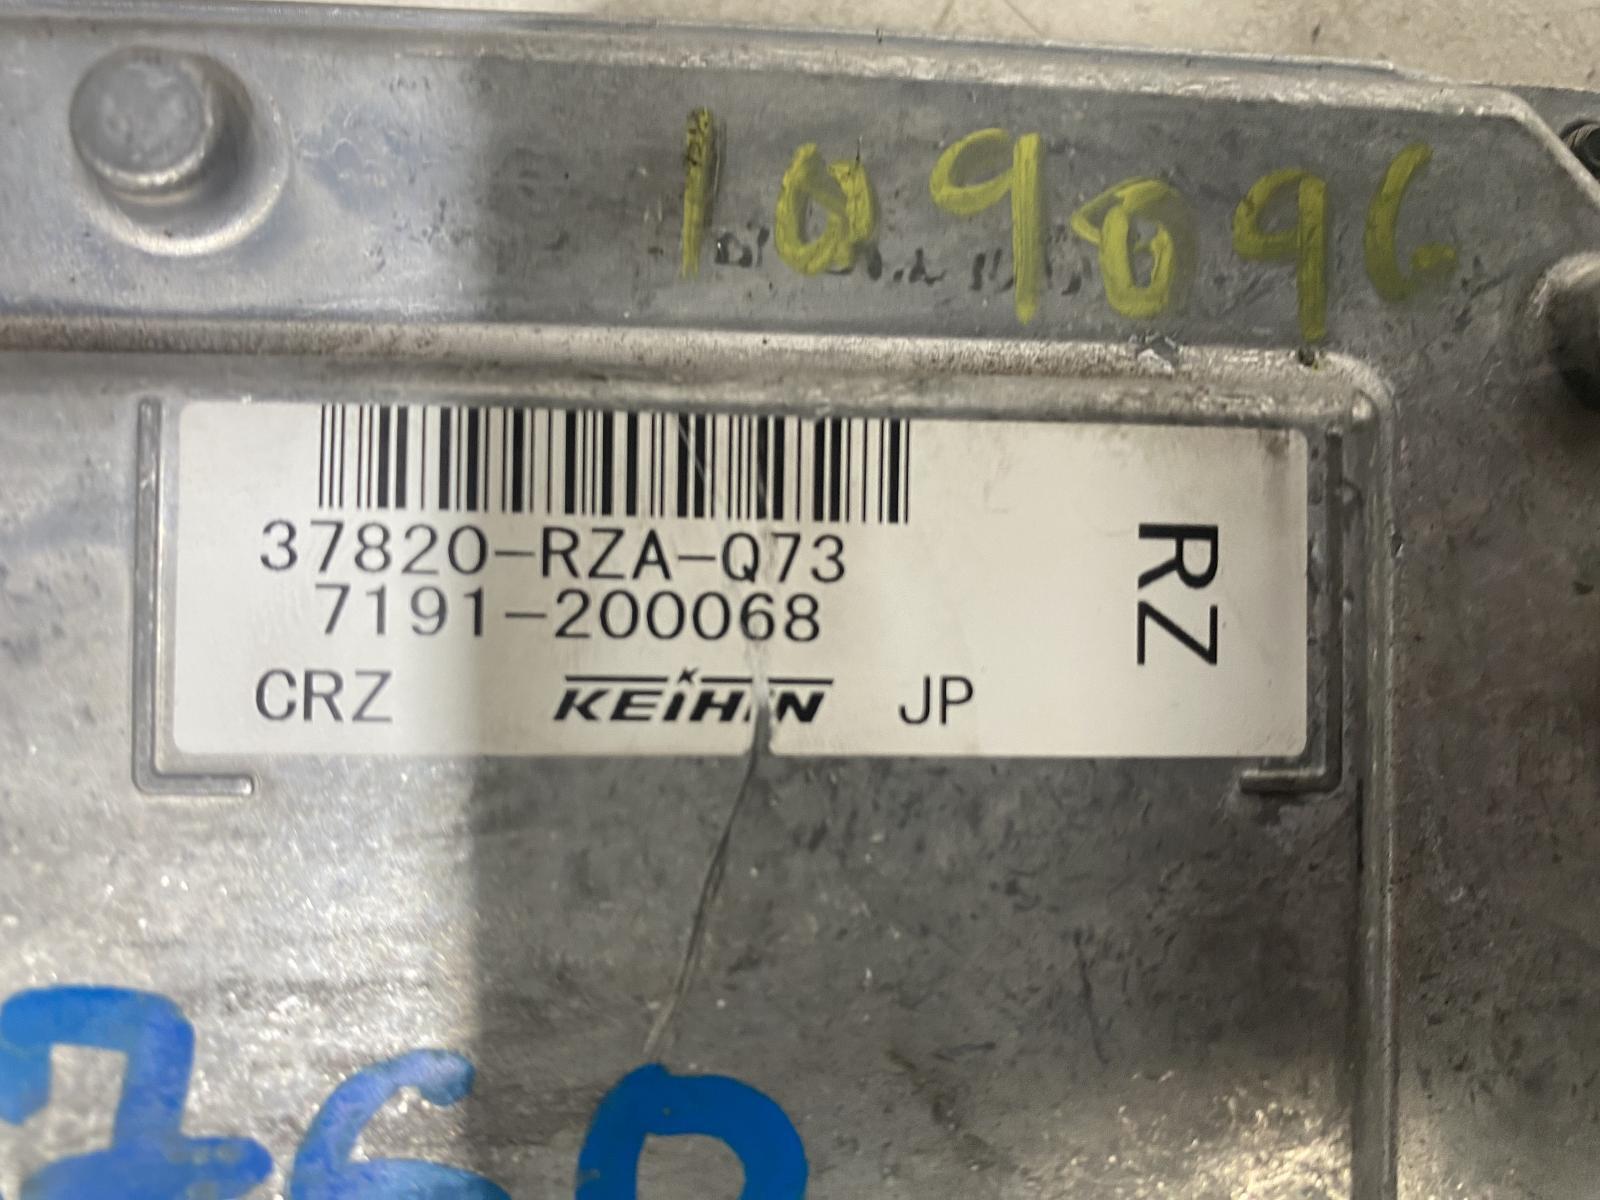 109096
37820-RZA-Q73
7191-200068
CRZ KEIHIN JP
RZ